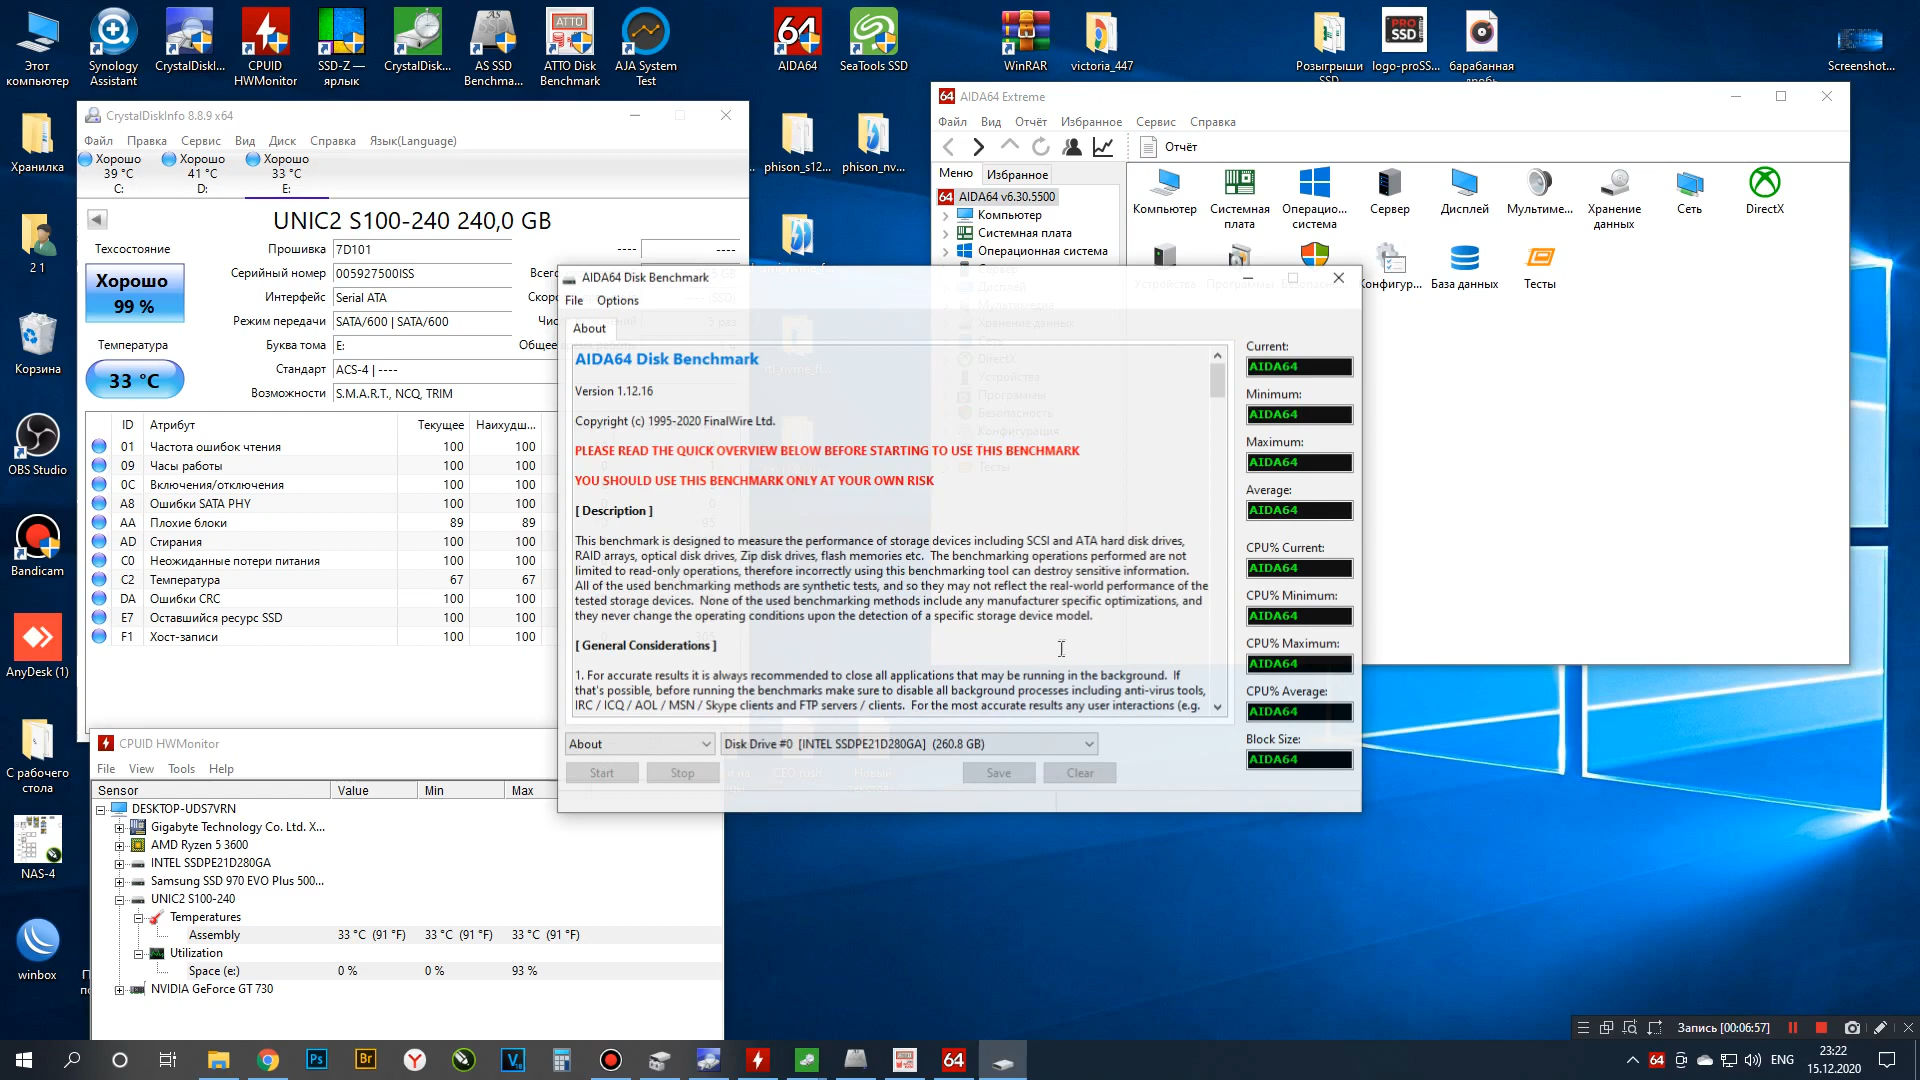 Этот
компьютер
Synology
Assistant
CrystalDiskI...
CPUID
HWMonitor
SSD-Z —
ярлык
CrystalDisk...
AS SSD
Benchma...
ATTO Disk
Benchmark
AJA System
Test
AIDA64
SeaTools SSD
WinRAR
victoria_447
Розыгрыши
SSD
logo-proSS...
барабанная
дробь
Screenshot...
Хранилка
2 1
Корзина
OBS Studio
Bandicam
AnyDesk (1)
С рабочего
стола
NAS-4
winbox
phison_s12...
phison_nv...
CrystalDiskInfo 8.8.9 x64
Файл Правка Сервис Вид Диск Справка Язык(Language)
Хорошо Хорошо Хорошо
39 °C 41 °C 33 °C
C: D: E:
UNIC2 S100-240 240,0 GB
Техсостояние
Хорошо
99 %
Температура
33 °C
Прошивка 7D101 ---- ----
Серийный номер 005927500ISS Всего
Интерфейс Serial ATA Скоро
Режим передачи SATA/600 | SATA/600 Чис
Буква тома E: Общее
Стандарт ACS-4 | ----
Возможности S.M.A.R.T., NCQ, TRIM
ID Атрибут Текущее Наихудш...
01 Частота ошибок чтения 100 100
09 Часы работы 100 100
0C Включения/отключения 100 100
A8 Ошибки SATA PHY 100 100
AA Плохие блоки 89 89
AD Стирания 100 100
C0 Неожиданные потери питания 100 100
C2 Температура 67 67
DA Ошибки CRC 100 100
E7 Оставшийся ресурс SSD 100 100
F1 Хост-записи 100 100
CPUID HWMonitor
File View Tools Help
Sensor Value Min Max
DESKTOP-UDS7VRN
Gigabyte Technology Co. Ltd. X...
AMD Ryzen 5 3600
INTEL SSDPE21D280GA
Samsung SSD 970 EVO Plus 500...
UNIC2 S100-240
Temperatures
Assembly 33 °C (91 °F) 33 °C (91 °F) 33 °C (91 °F)
Utilization
Space (e:) 0 % 0 % 93 %
NVIDIA GeForce GT 730
AIDA64 Extreme
Файл Вид Отчёт Избранное Сервис Справка
Отчёт
Меню Избранное
AIDA64 v6.30.5500
Компьютер
Системная плата
Операционная система
Компьютер
Системная
плата
Операцио...
система
Сервер
Дисплей
Мультиме...
Хранение
данных
Сеть
DirectX
Устройства
Программы
Конфигур...
База данных
Тесты
AIDA64 Disk Benchmark
File Options
About
AIDA64 Disk Benchmark
Version 1.12.16
Copyright (c) 1995-2020 FinalWire Ltd.
PLEASE READ THE QUICK OVERVIEW BELOW BEFORE STARTING TO USE THIS BENCHMARK
YOU SHOULD USE THIS BENCHMARK ONLY AT YOUR OWN RISK
[ Description ]
This benchmark is designed to measure the performance of storage devices including SCSI and ATA hard disk drives,
RAID arrays, optical disk drives, Zip disk drives, flash memories etc. The benchmarking operations performed are not
limited to read-only operations, therefore incorrectly using this benchmarking tool can destroy sensitive information.
All of the used benchmarking methods are synthetic tests, and so they may not reflect the real-world performance of the
tested storage devices. None of the used benchmarking methods include any manufacturer specific optimizations, and
they never change the operating conditions upon the detection of a specific storage device model.
[ General Considerations ]
1. For accurate results it is always recommended to close all applications that may be running in the background. If
that's possible, before running the benchmarks make sure to disable all background processes including anti-virus tools,
IRC / ICQ / AOL / MSN / Skype clients and FTP servers / clients. For the most accurate results any user interactions (e.g.
About Disk Drive #0 [INTEL SSDPE21D280GA] (260.8 GB)
Start Stop Save Clear
Current:
AIDA64
Minimum:
AIDA64
Maximum:
AIDA64
Average:
AIDA64
CPU% Current:
AIDA64
CPU% Minimum:
AIDA64
CPU% Maximum:
AIDA64
CPU% Average:
AIDA64
Block Size:
AIDA64
Запись [00:06:57]
ENG
23:22
15.12.2020